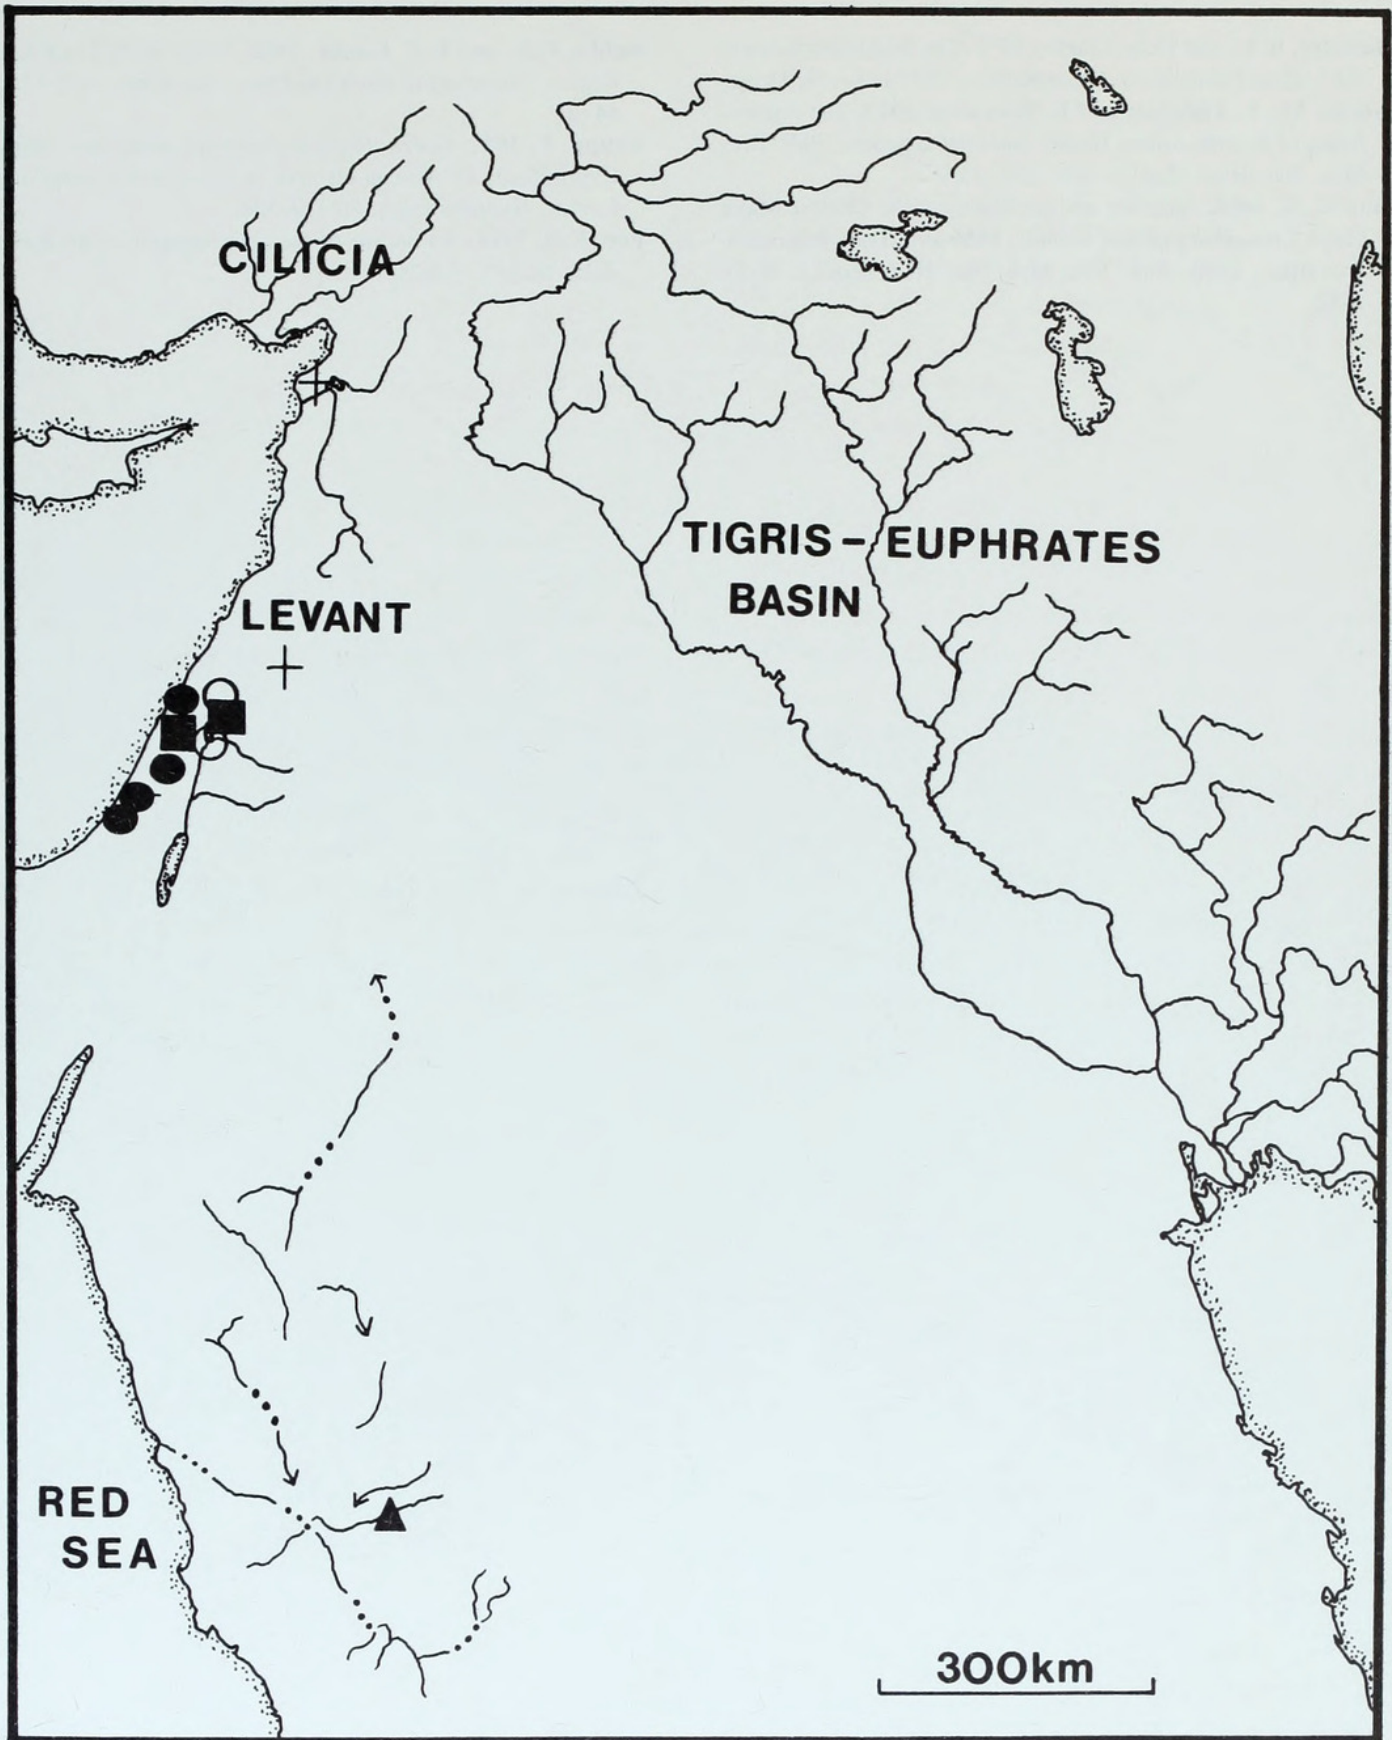 CILICIA
TIGRIS – EUPHRATES
BASIN
LEVANT
RED
SEA
300km